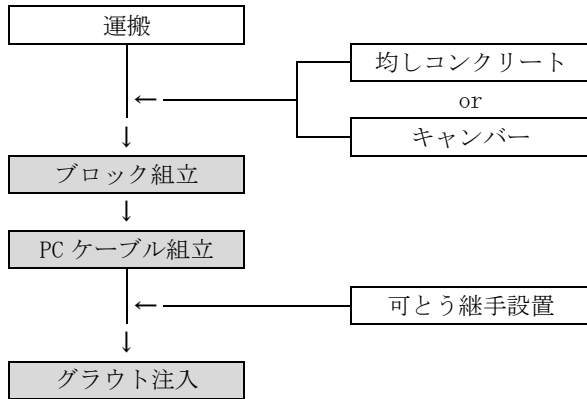 運搬
均しコンクリート
←
or
↓
キャンバー
ブロック組立
↓
PC ケーブル組立
←
可とう継手設置
↓
グラウト注入